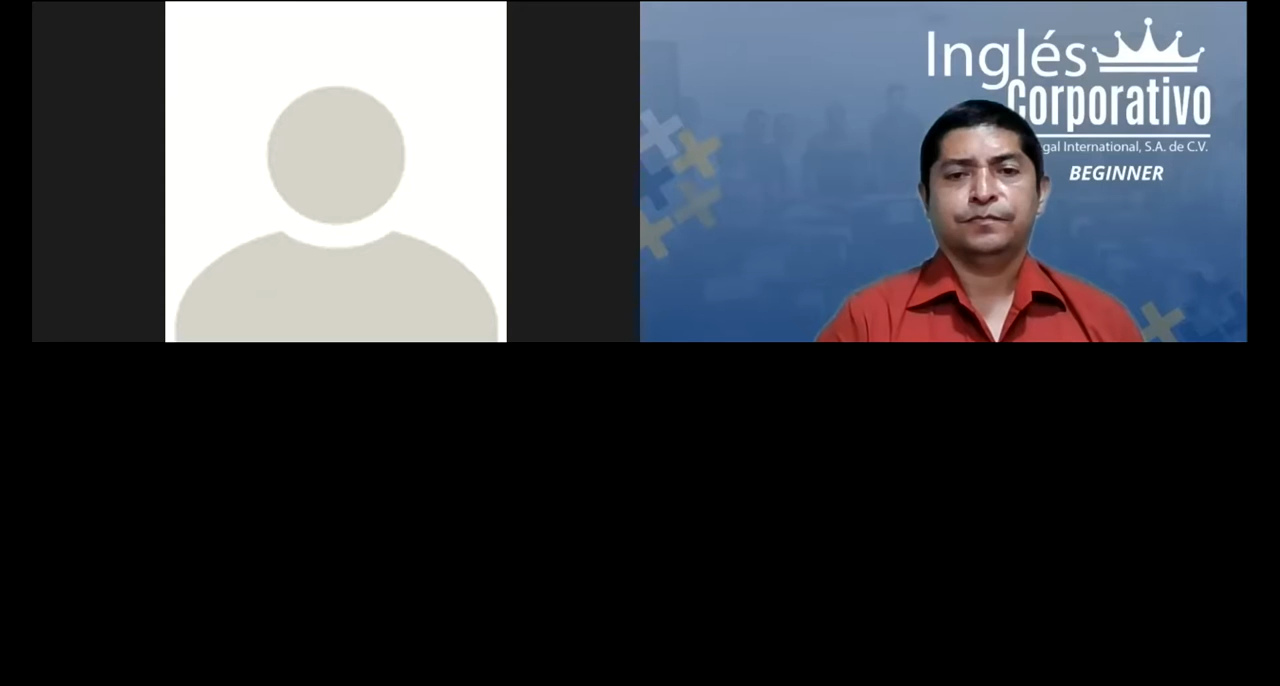 Inglés
Corporativo
gal International, S.A. de C.V.
BEGINNER